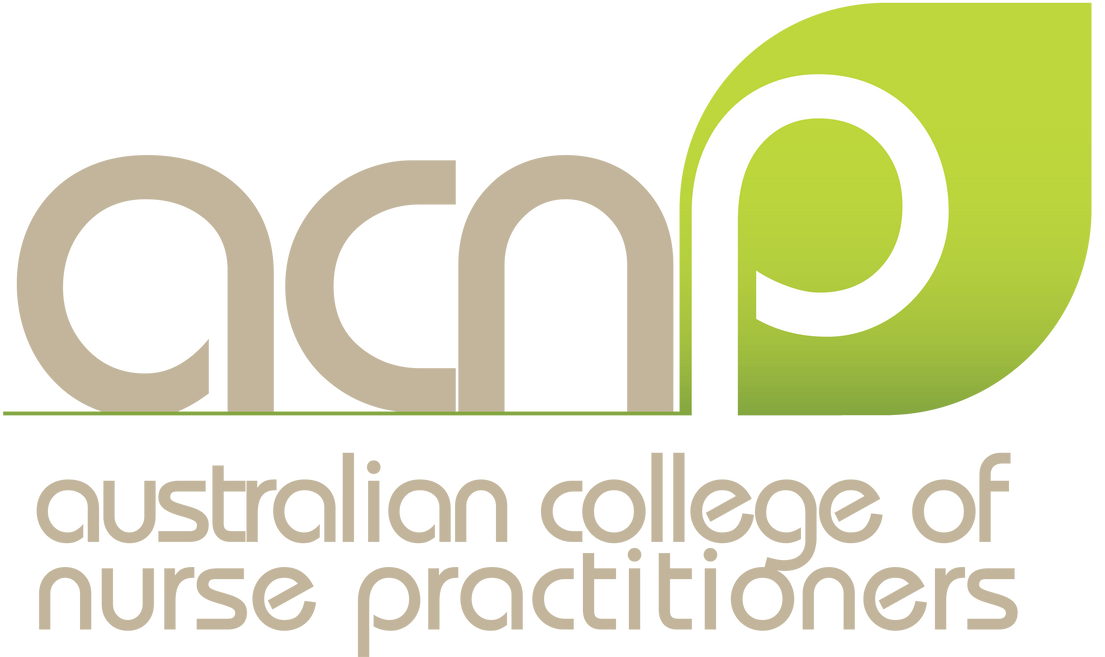 acnp
australian college of
nurse practitioners